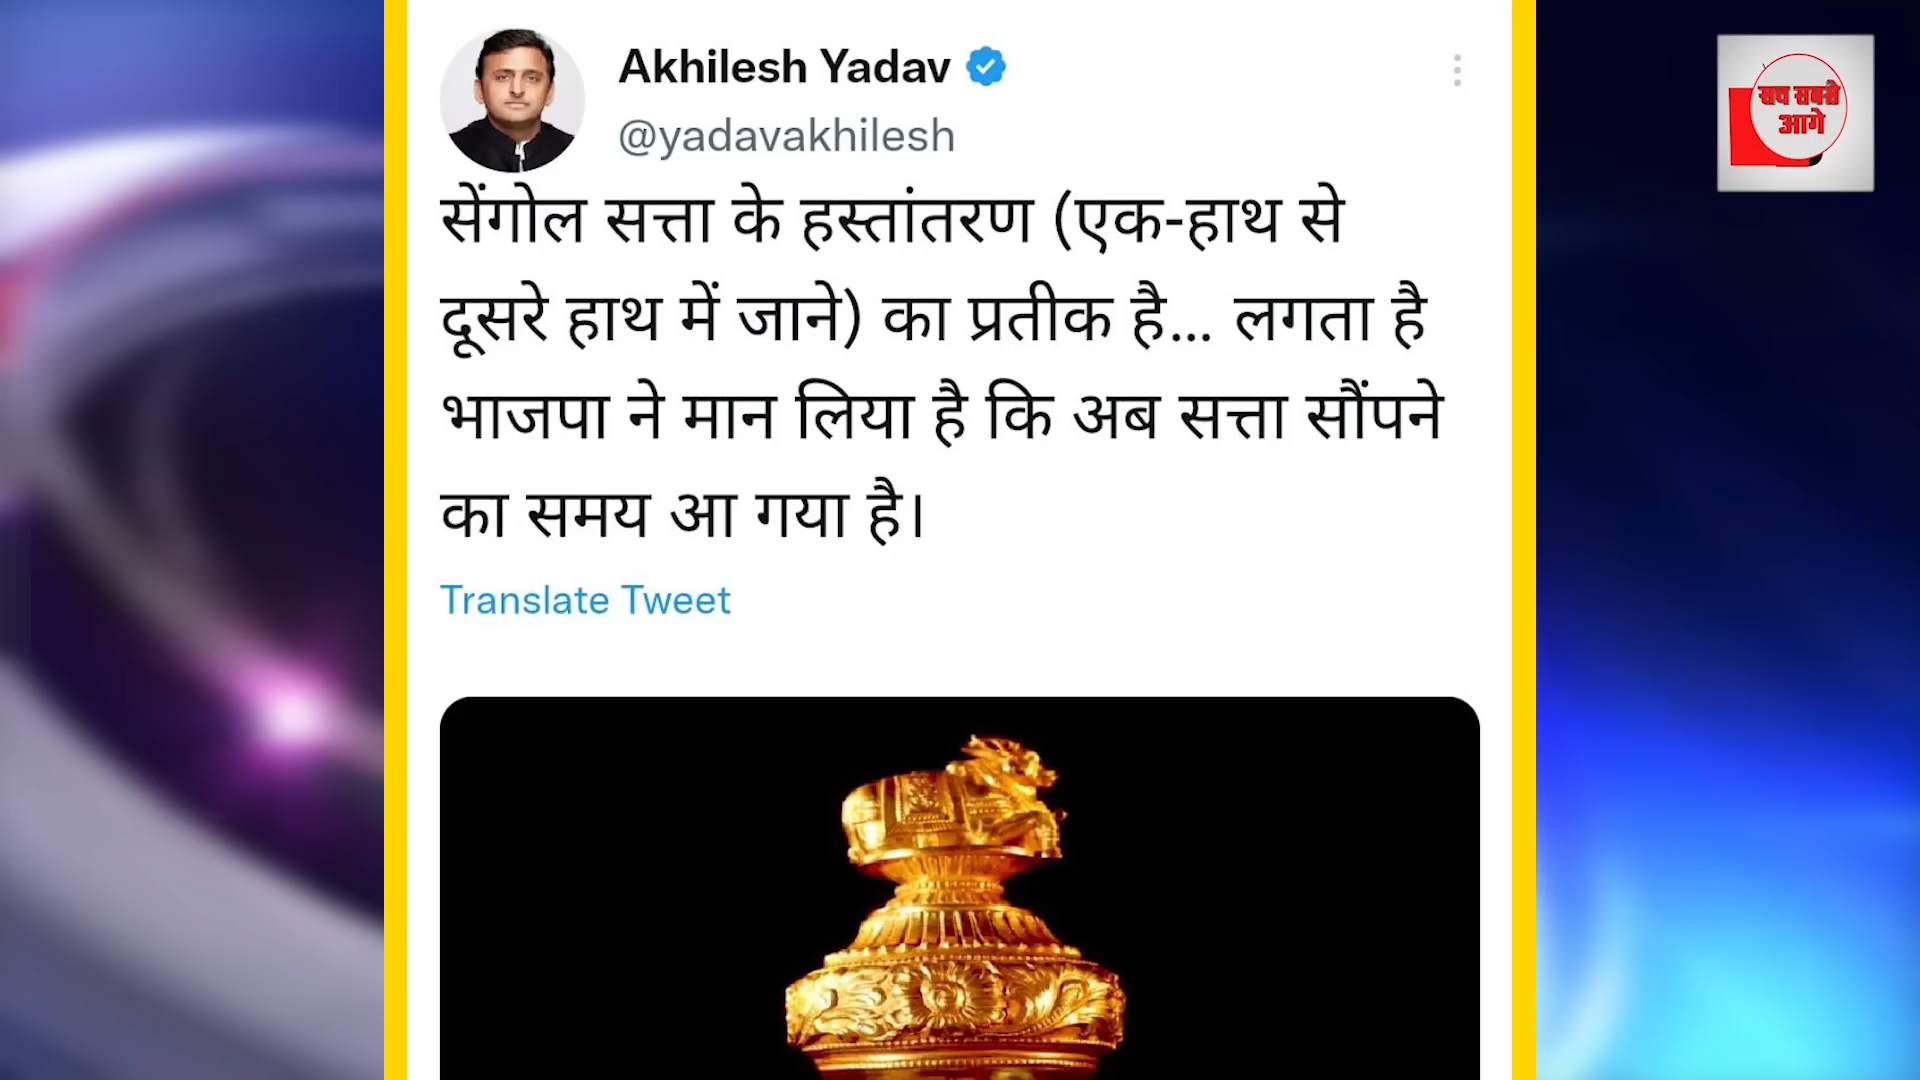 Akhilesh Yadav
@yadavakhilesh
सेंगोल सत्ता के हस्तांतरण (एक-हाथ से
दूसरे हाथ में जाने) का प्रतीक है... लगता है
भाजपा ने मान लिया है कि अब सत्ता सौंपने
का समय आ गया है।
Translate Tweet
सच सबसे
आगे